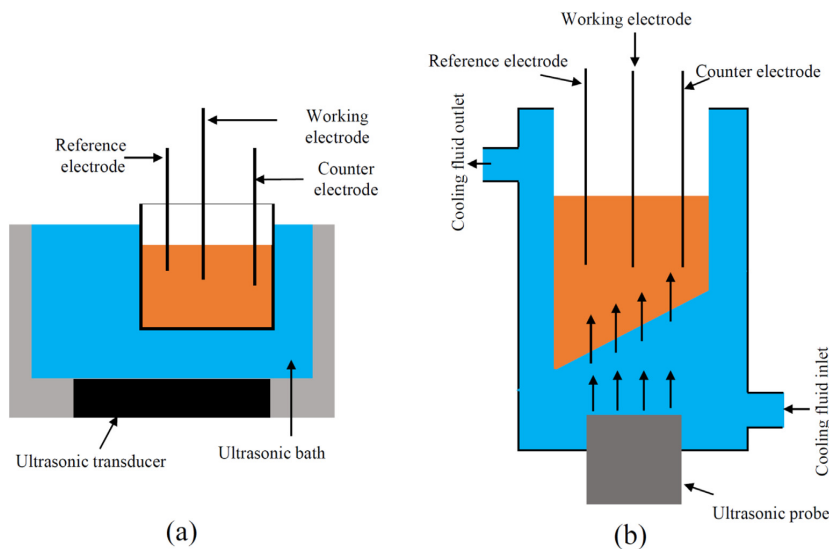 Reference
electrode
Working
electrode
Counter
electrode
Ultrasonic transducer
Ultrasonic bath
(a)
Working electrode
Reference electrode
Counter electrode
Cooling fluid outlet
Cooling fluid inlet
Ultrasonic probe
(b)